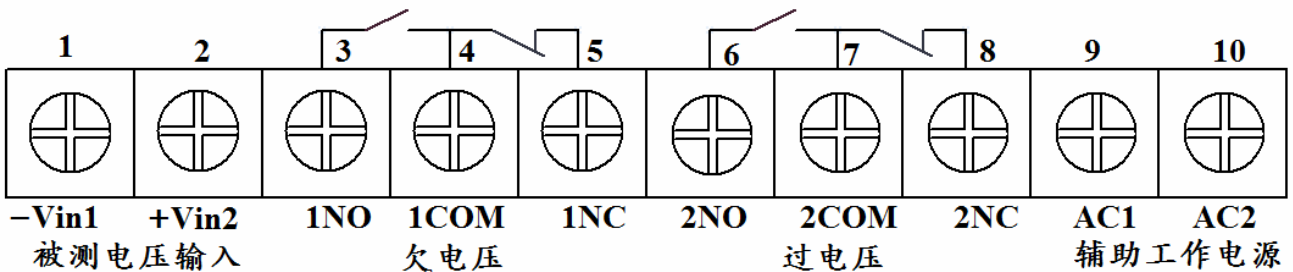 1 2 3 4 5 6 7 8 9 10
−Vin1 +Vin2 1NO 1COM 1NC 2NO 2COM 2NC AC1 AC2
被测电压输入 欠电压 过电压 辅助工作电源